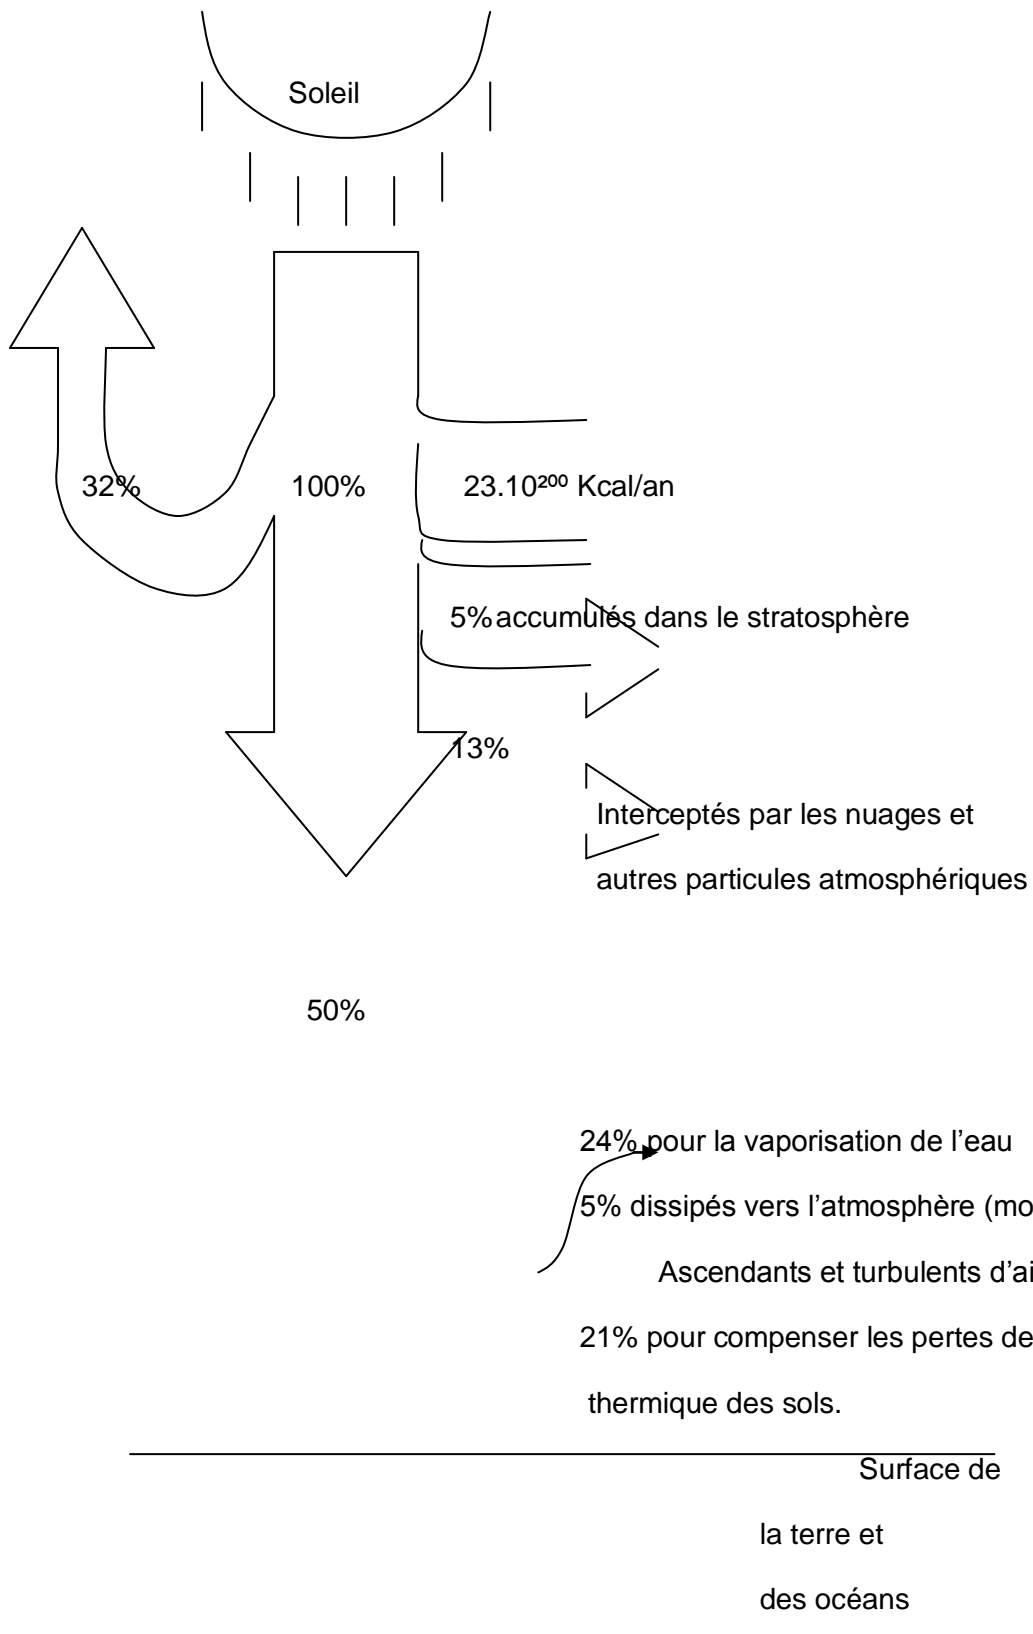 Soleil
32% 100% 23.10²⁰⁰ Kcal/an
5% accumulés dans le stratosphère
13%
Interceptés par les nuages et
autres particules atmosphériques
50%
24% pour la vaporisation de l’eau
5% dissipés vers l’atmosphère (mo
Ascendants et turbulents d’ai
21% pour compenser les pertes de
thermique des sols.
Surface de
la terre et
des océans